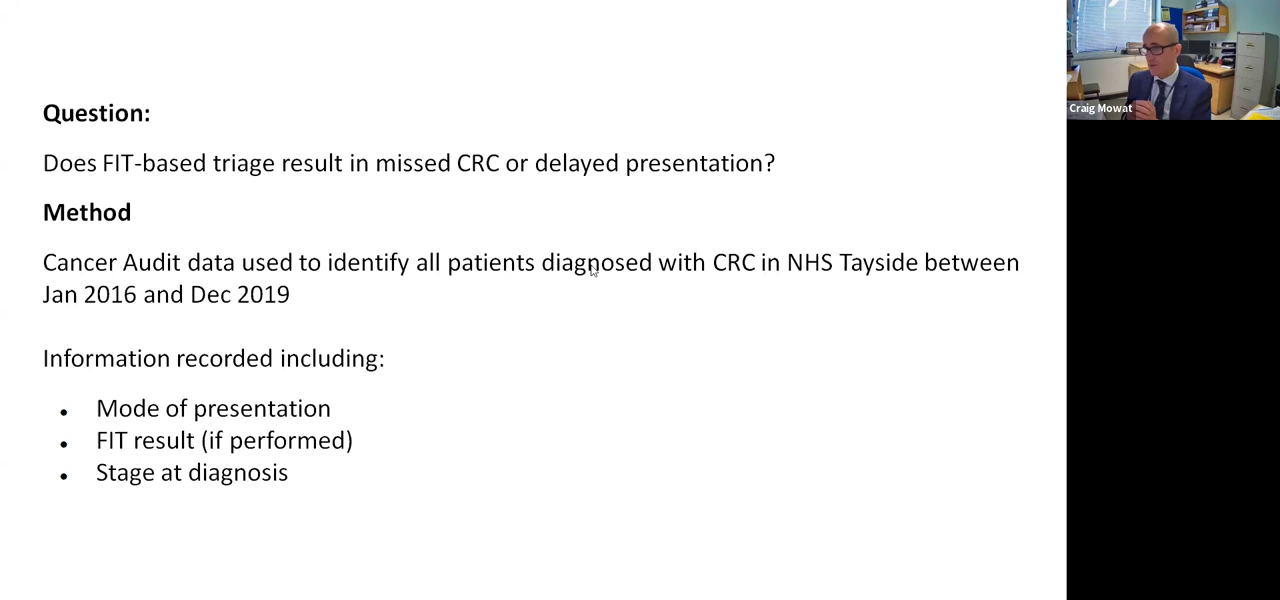 Question:
Does FIT-based triage result in missed CRC or delayed presentation?
Method
Cancer Audit data used to identify all patients diagnosed with CRC in NHS Tayside between
Jan 2016 and Dec 2019
Information recorded including:
• Mode of presentation
• FIT result (if performed)
• Stage at diagnosis
Craig Mowat